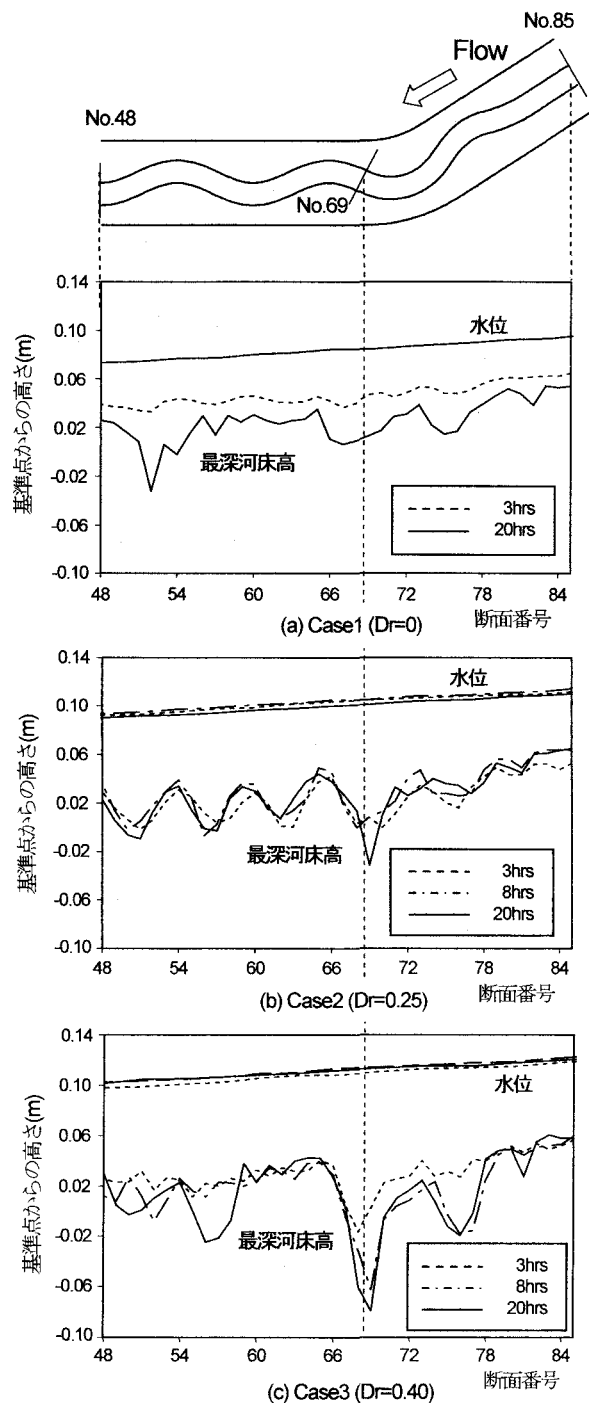 No.85
Flow
No.48
No.69
0.14
0.10
0.06
0.02
-0.02
-0.06
-0.10
基準点からの高さ(m)
水位
最深河床高
3hrs
20hrs
48 54 60 66 72 78 84
(a) Case1 (Dr=0) 断面番号
0.14
0.10
0.06
0.02
-0.02
-0.06
-0.10
基準点からの高さ(m)
水位
最深河床高
3hrs
8hrs
20hrs
48 54 60 66 72 78 84
(b) Case2 (Dr=0.25) 断面番号
0.14
0.10
0.06
0.02
-0.02
-0.06
-0.10
基準点からの高さ(m)
水位
最深河床高
3hrs
8hrs
20hrs
48 54 60 66 72 78 84
(c) Case3 (Dr=0.40) 断面番号